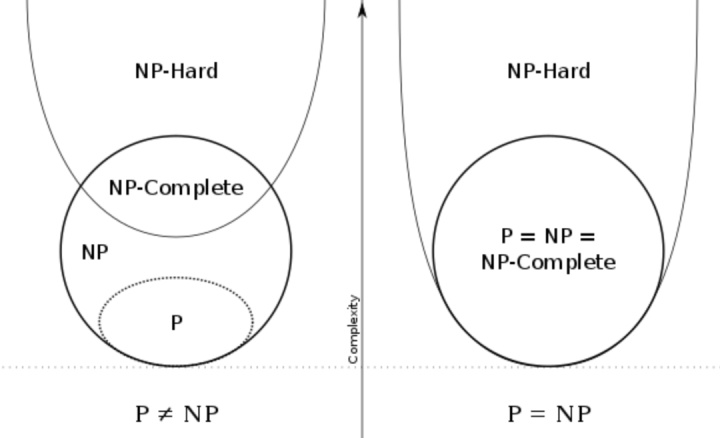 NP-Hard
NP-Complete
NP
P
P ≠ NP
Complexity
NP-Hard
P = NP =
NP-Complete
P = NP